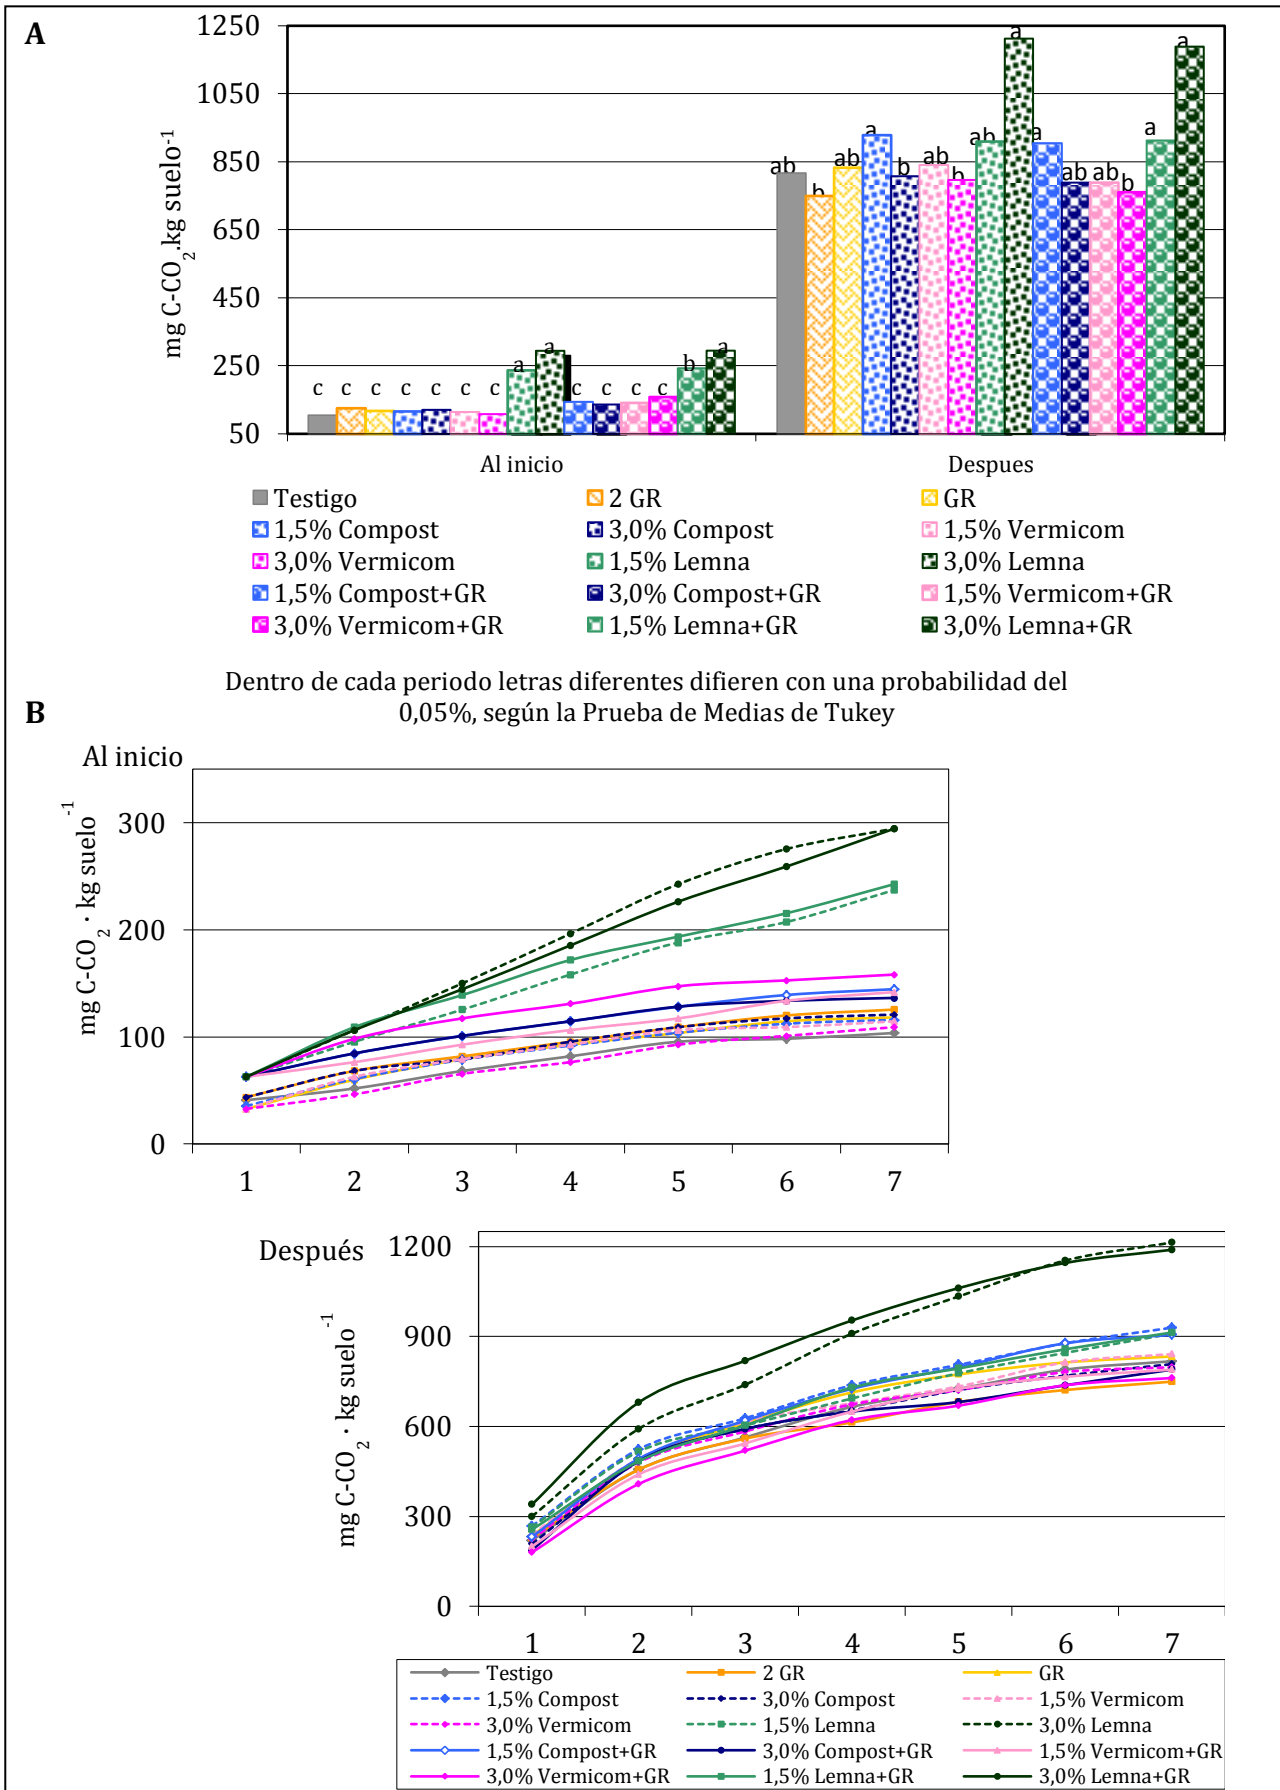 A
1250
1050
850
650
450
250
50
mg C-CO2.kg suelo-1
c c c c c c c a a c c c c b a
ab b ab a b ab b ab a a ab ab b a a
Al inicio Despues
Testigo 2 GR GR
1,5% Compost 3,0% Compost 1,5% Vermicom
3,0% Vermicom 1,5% Lemna 3,0% Lemna
1,5% Compost+GR 3,0% Compost+GR 1,5% Vermicom+GR
3,0% Vermicom+GR 1,5% Lemna+GR 3,0% Lemna+GR
Dentro de cada periodo letras diferentes difieren con una probabilidad del
0,05%, según la Prueba de Medias de Tukey
B
Al inicio
mg C-CO2 · kg suelo-1
300
200
100
0
1 2 3 4 5 6 7
Después
mg C-CO2 · kg suelo-1
1200
900
600
300
0
1 2 3 4 5 6 7
Testigo 2 GR GR
1,5% Compost 3,0% Compost 1,5% Vermicom
3,0% Vermicom 1,5% Lemna 3,0% Lemna
1,5% Compost+GR 3,0% Compost+GR 1,5% Vermicom+GR
3,0% Vermicom+GR 1,5% Lemna+GR 3,0% Lemna+GR